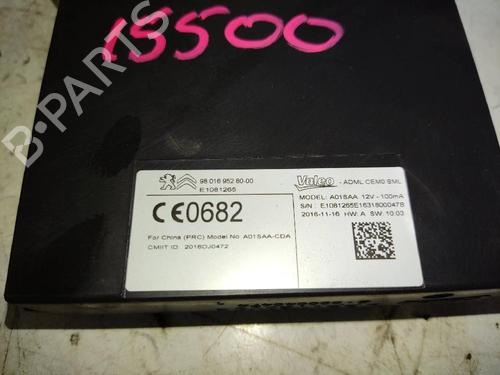 15500
98 016 952 80-00
E1081265
CE0682
For China (PRC) Model No. A01SAA-CDA
CMIIT ID : 2016DJ0472
Valeo - ADML CEM0 SML
MODEL: A01SAA 12V - 100mA
S/N : E1081265E16318000478
2016-11-16 HW: A SW: 10.03
B-PARTS